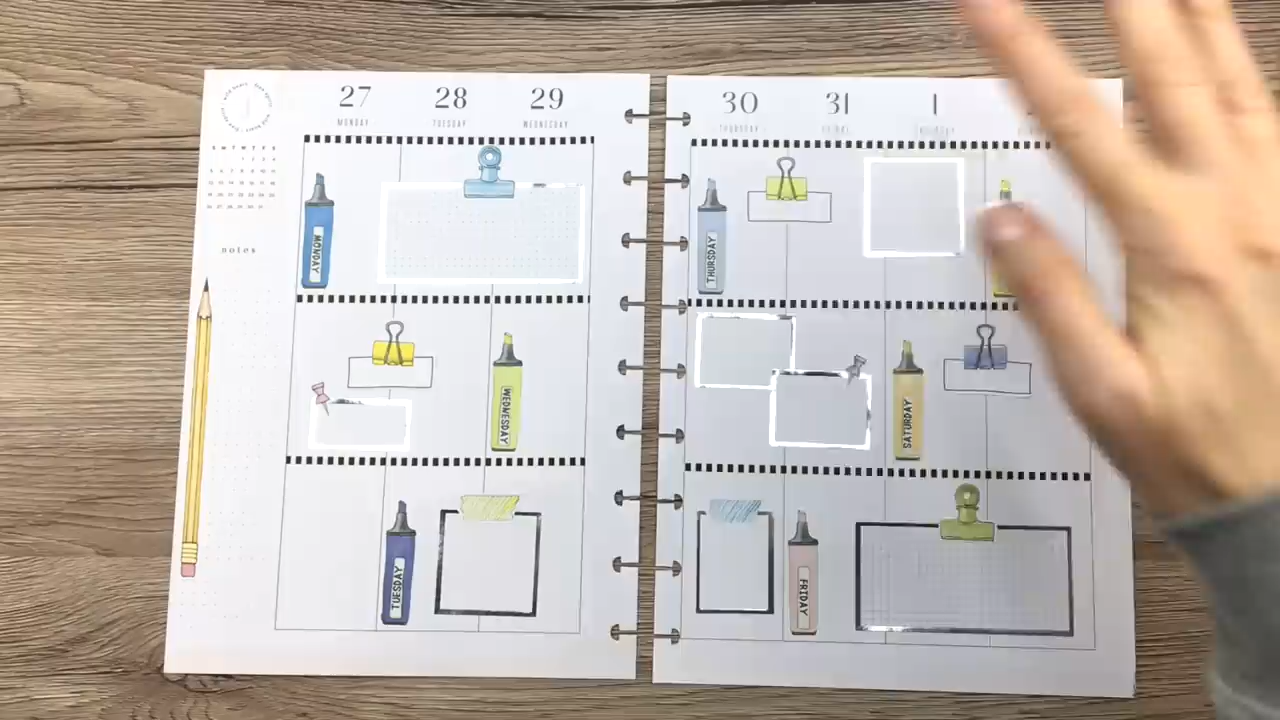 27
28
29
MONDAY
TUESDAY
WEDNESDAY
30
31
1
THURSDAY
S M T W T F S
notes
MONDAY
THURSDAY
WEDNESDAY
SATURDAY
TUESDAY
FRIDAY